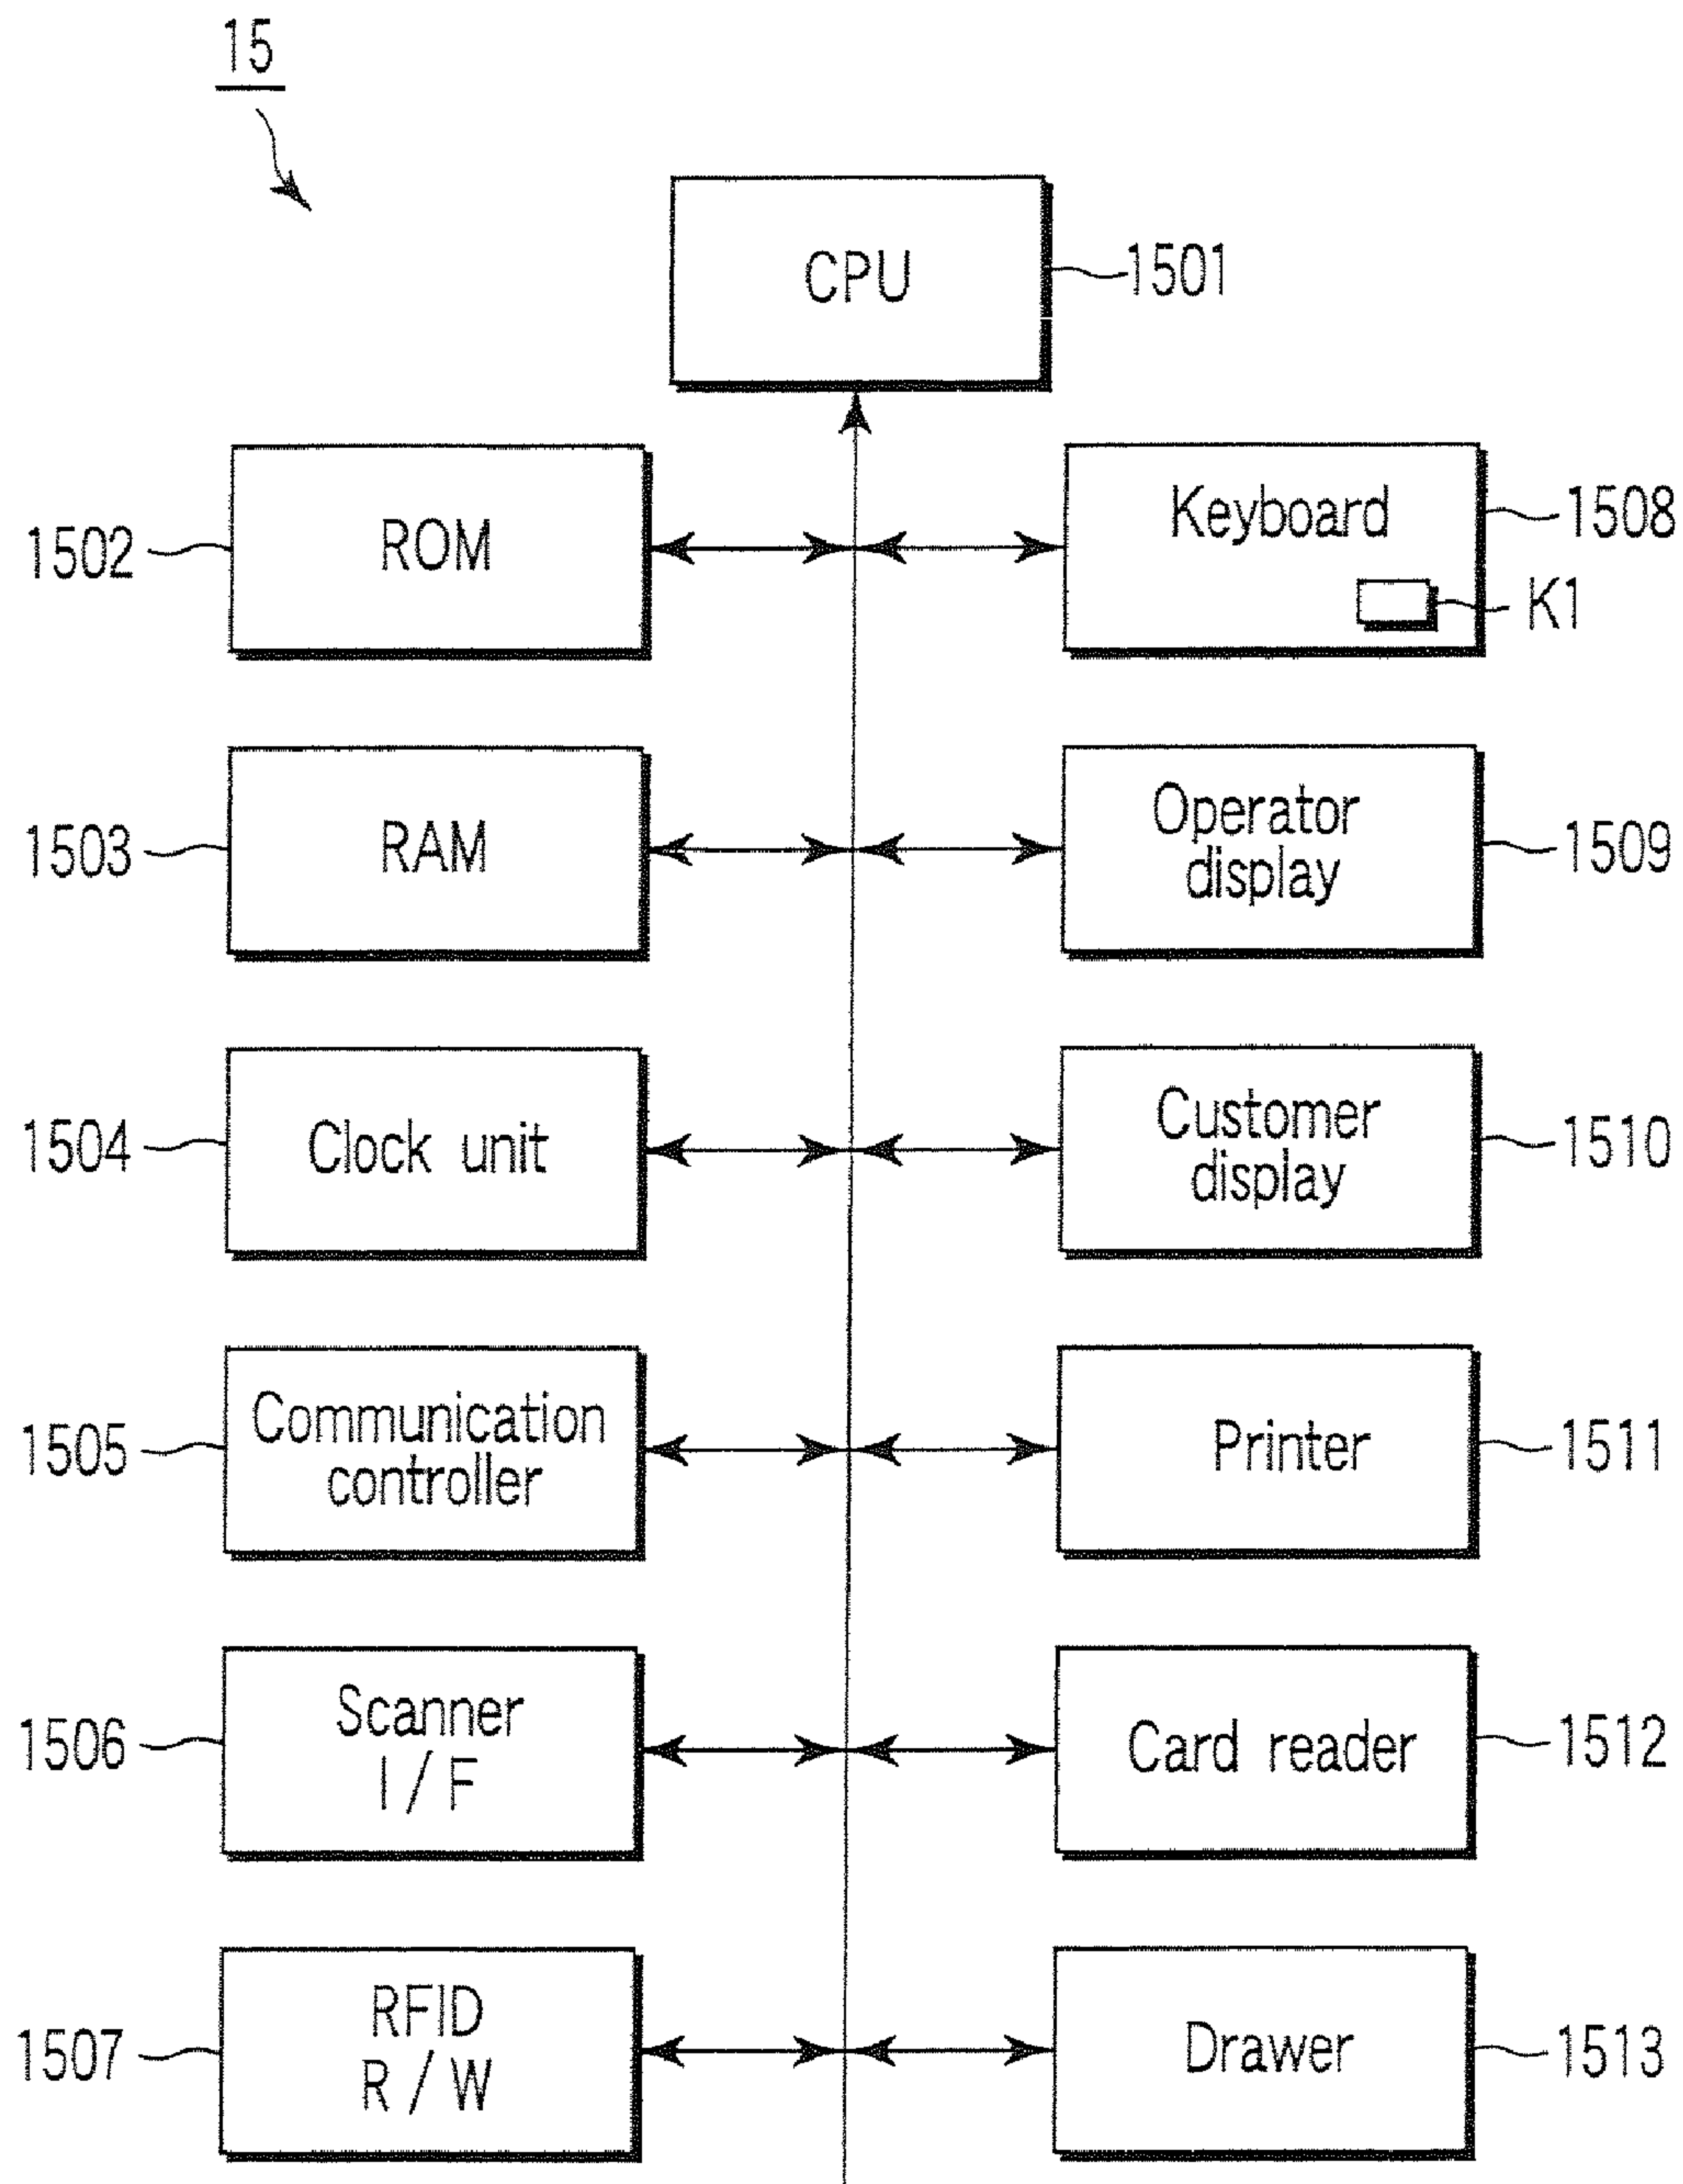 15
CPU
1501
1502
ROM
Keyboard
1508
K1
1503
RAM
Operator
display
1509
1504
Clock unit
Customer
display
1510
1505
Communication
controller
Printer
1511
1506
Scanner
I / F
Card reader
1512
1507
RFID
R / W
Drawer
1513